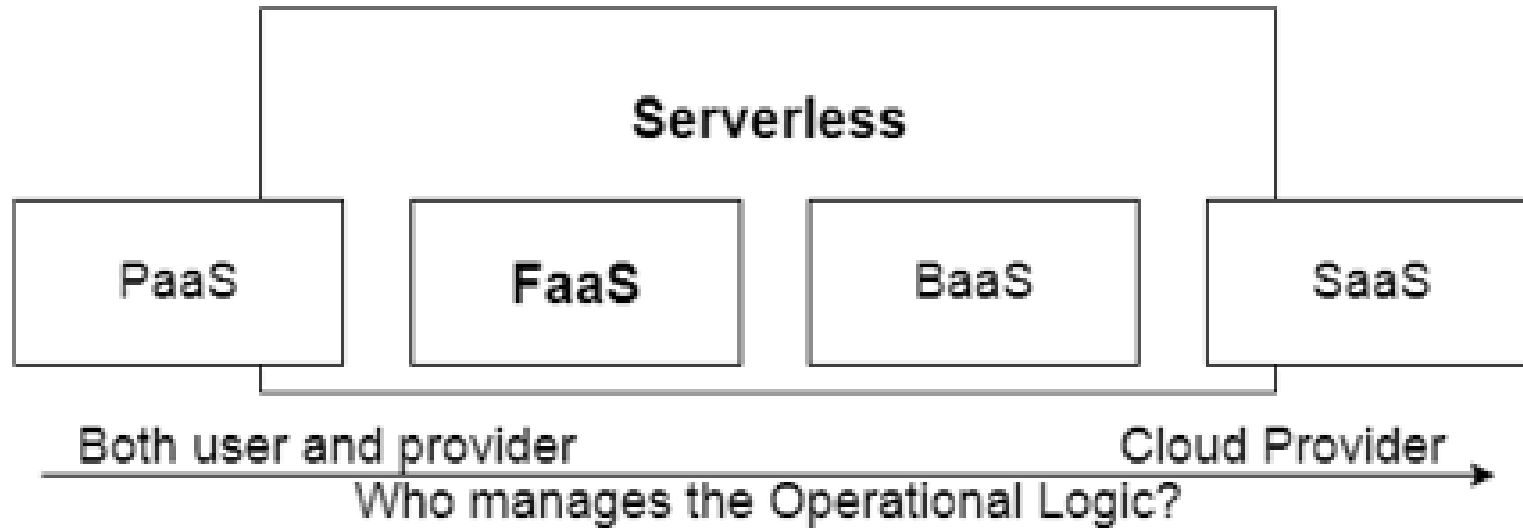 Serverless
PaaS
FaaS
BaaS
SaaS
Both user and provider
Cloud Provider
Who manages the Operational Logic?